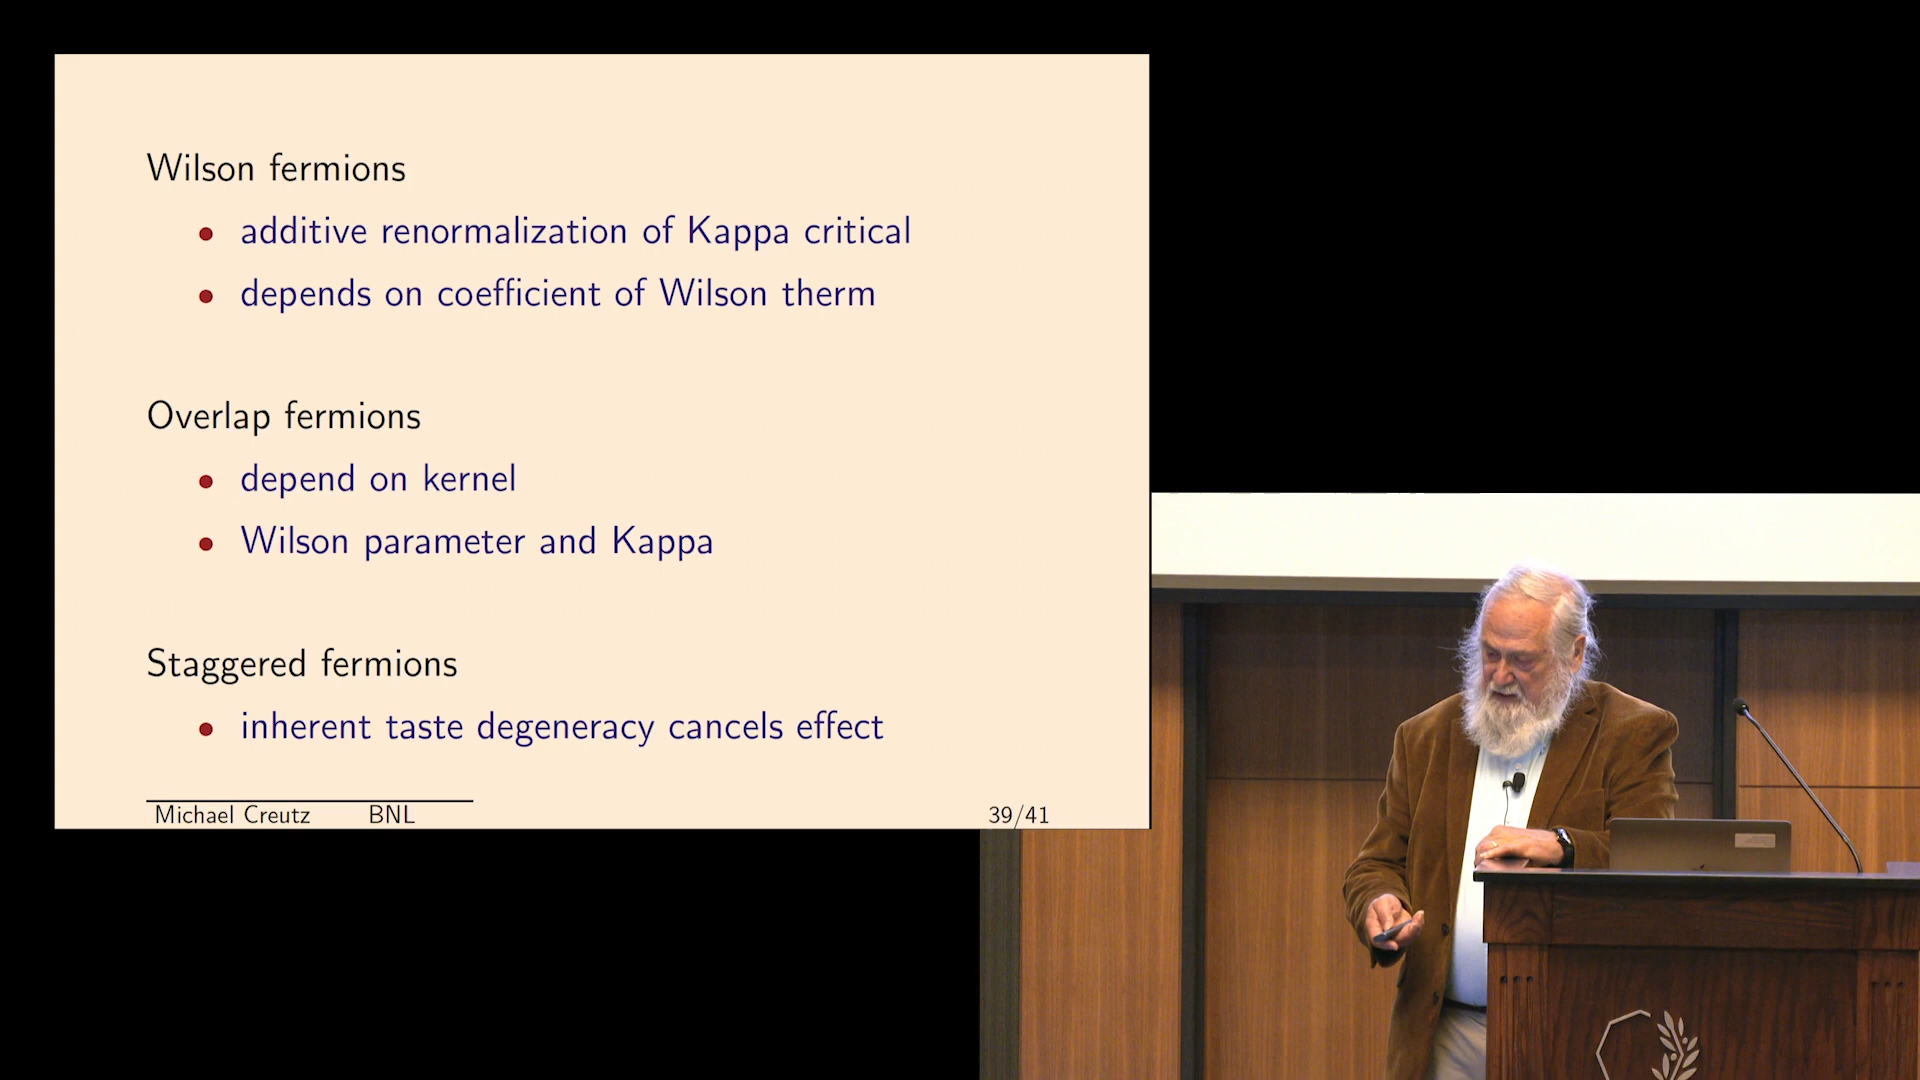 Wilson fermions
• additive renormalization of Kappa critical
• depends on coefficient of Wilson therm
Overlap fermions
• depend on kernel
• Wilson parameter and Kappa
Staggered fermions
• inherent taste degeneracy cancels effect
Michael Creutz BNL 39/41